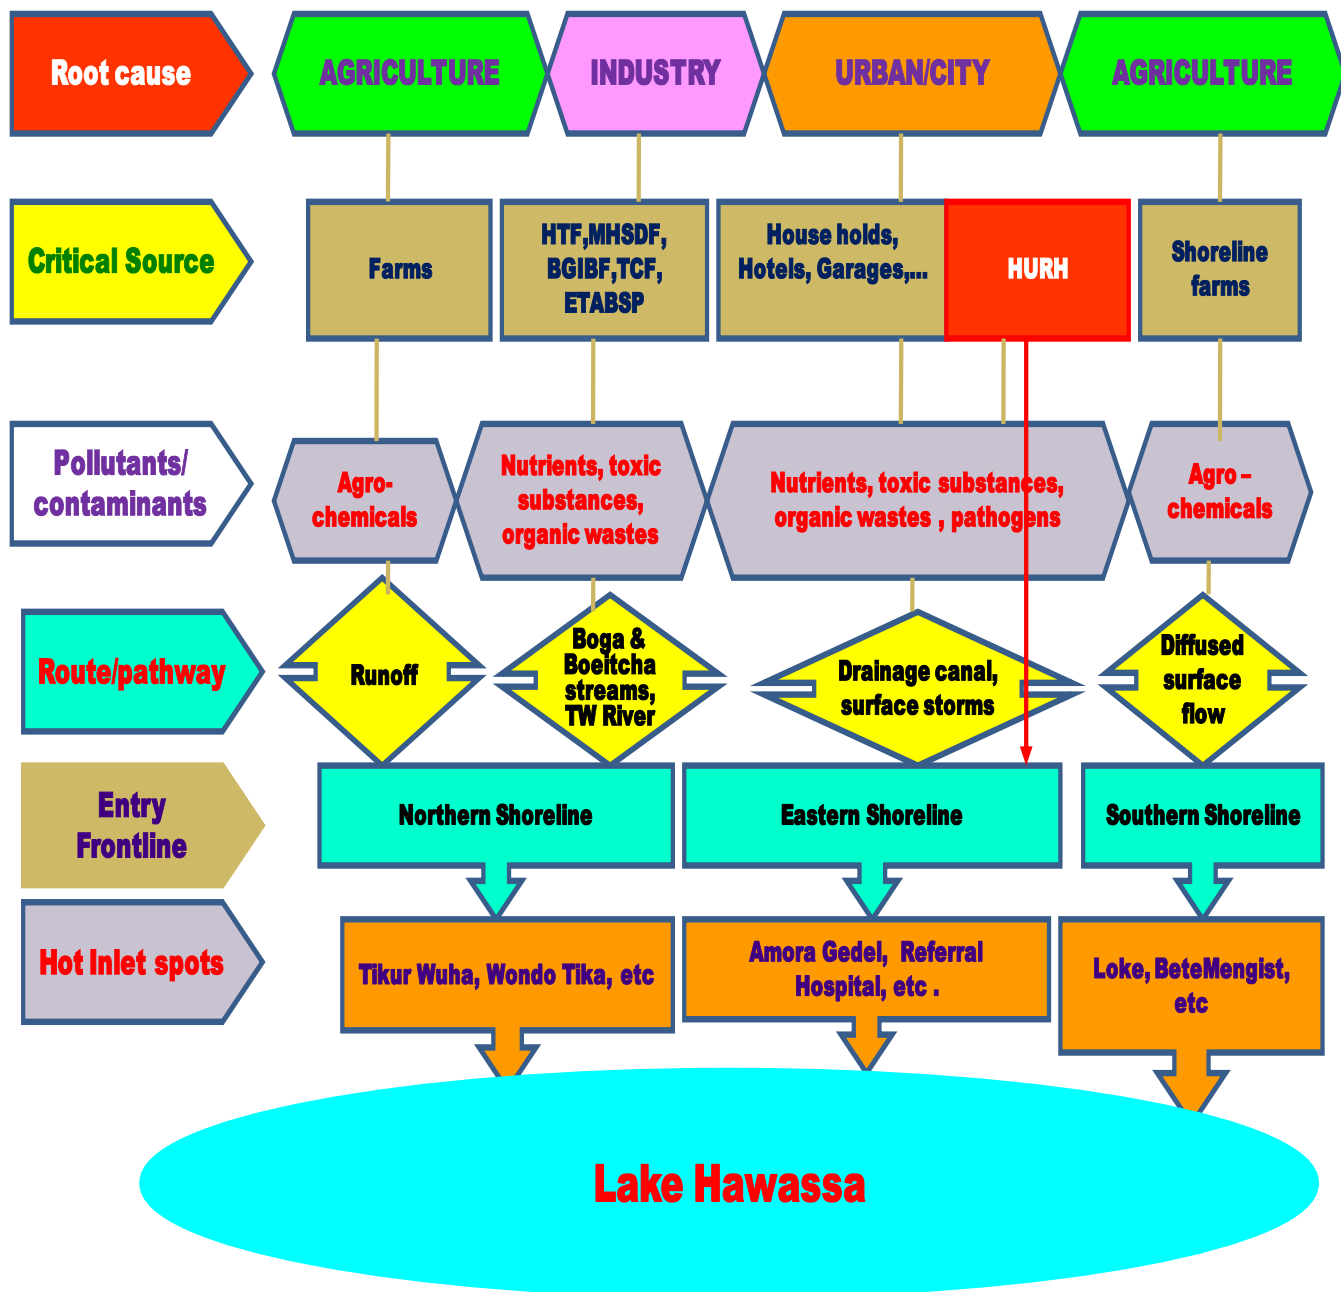 Root cause
AGRICULTURE
INDUSTRY
URBAN/CITY
AGRICULTURE
Critical Source
Farms
HTF,MHSDF,
BGIBF,TCF,
ETABSP
House holds,
Hotels, Garages,...
HURH
Shoreline
farms
Pollutants/
contaminants
Agro-
chemicals
Nutrients, toxic
substances,
organic wastes
Nutrients, toxic substances,
organic wastes , pathogens
Agro –
chemicals
Route/pathway
Runoff
Boga &
Boeitcha
streams,
TW River
Drainage canal,
surface storms
Diffused
surface
flow
Entry
Frontline
Northern Shoreline
Eastern Shoreline
Southern Shoreline
Hot Inlet spots
Tikur Wuha, Wondo Tika, etc
Amora Gedel, Referral
Hospital, etc .
Loke, BeteMengist,
etc
Lake Hawassa